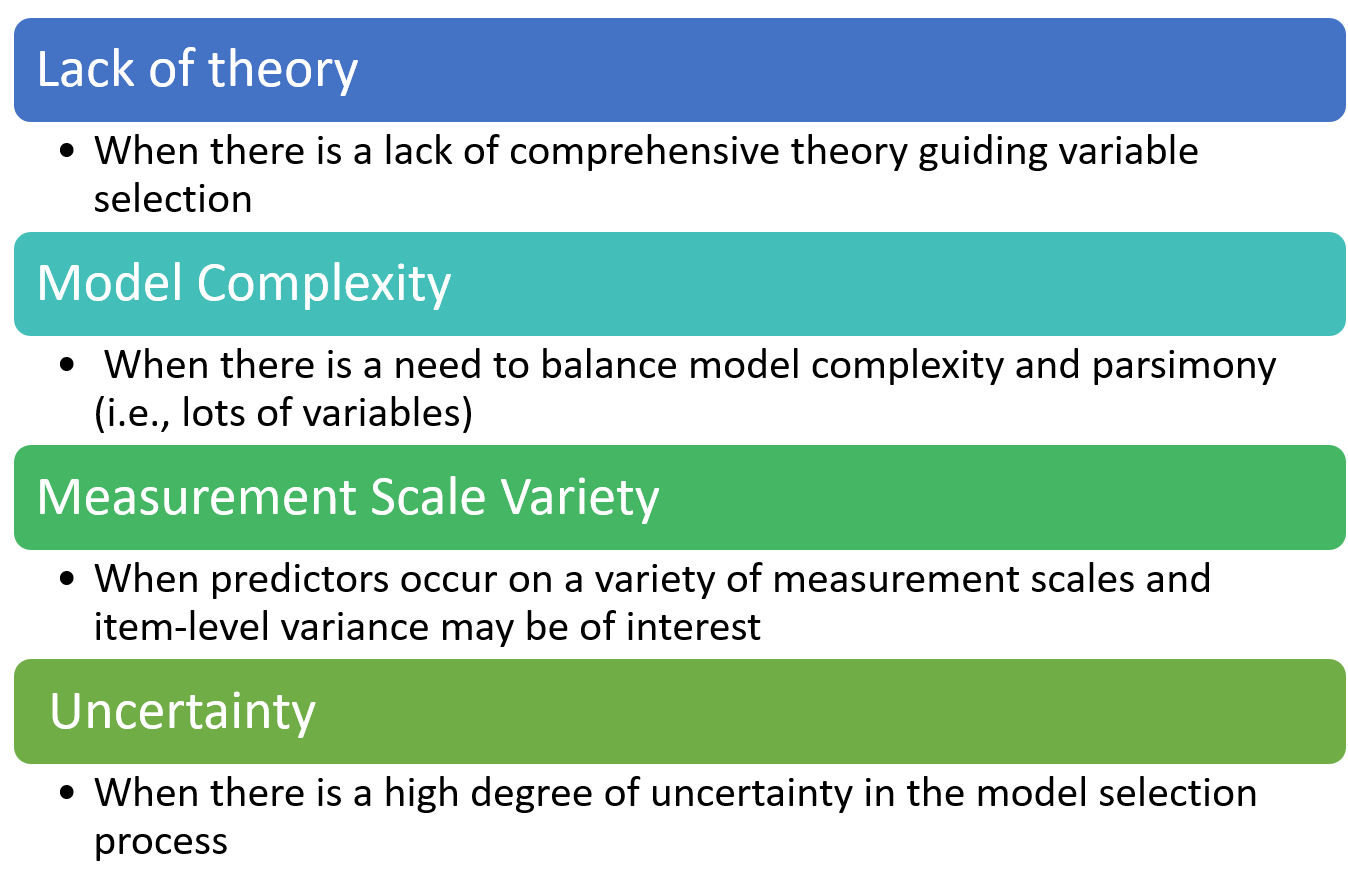 Lack of theory
• When there is a lack of comprehensive theory guiding variable
selection
Model Complexity
• When there is a need to balance model complexity and parsimony
(i.e., lots of variables)
Measurement Scale Variety
• When predictors occur on a variety of measurement scales and
item-level variance may be of interest
Uncertainty
• When there is a high degree of uncertainty in the model selection
process